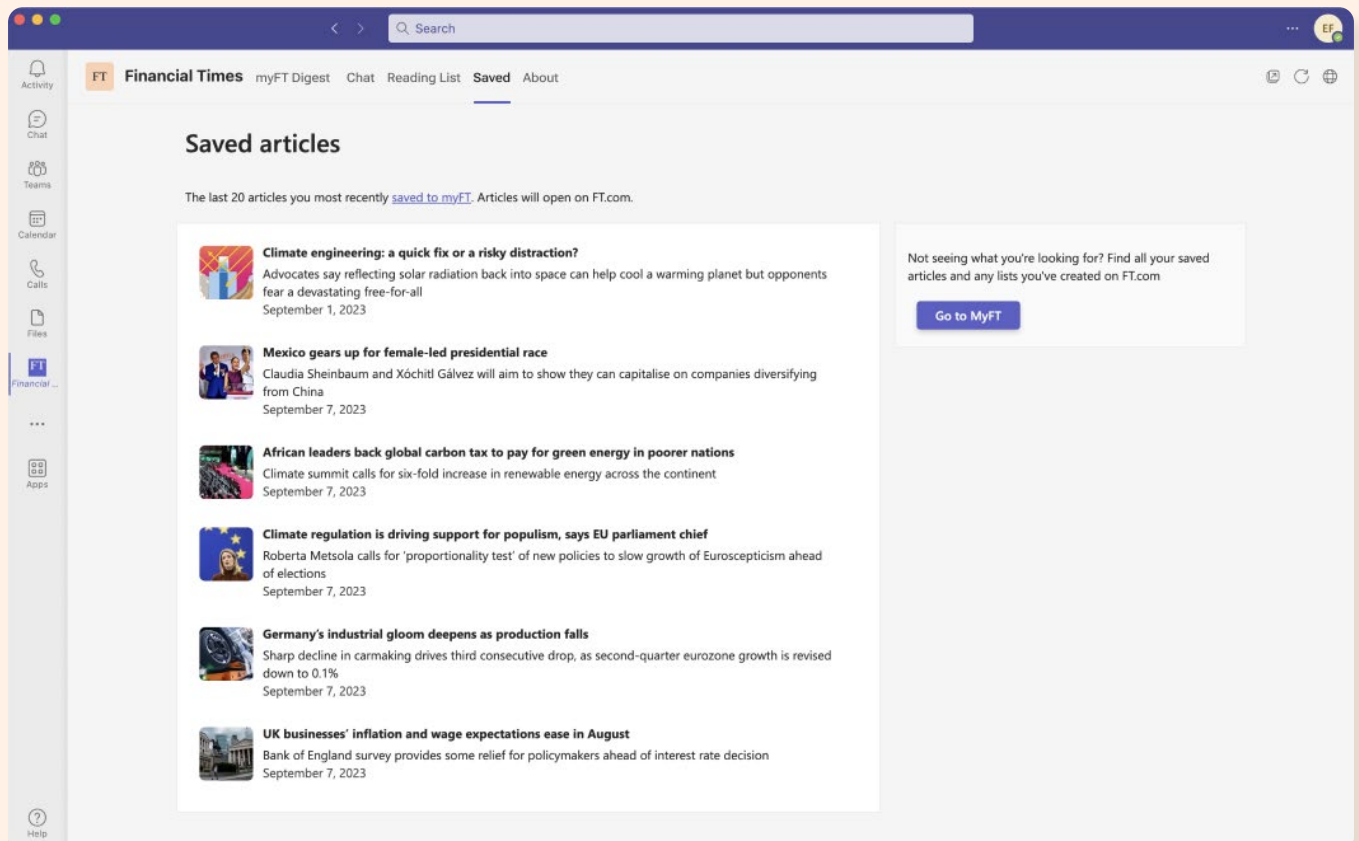 Search
EF
Activity
Chat
Teams
Calendar
Calls
Files
FT
Financial ...
Apps
Help
FT Financial Times myFT Digest Chat Reading List Saved About
Saved articles
The last 20 articles you most recently saved to myFT. Articles will open on FT.com.
Climate engineering: a quick fix or a risky distraction?
Advocates say reflecting solar radiation back into space can help cool a warming planet but opponents
fear a devastating free-for-all
September 1, 2023
Mexico gears up for female-led presidential race
Claudia Sheinbaum and Xóchitl Gálvez will aim to show they can capitalise on companies diversifying
from China
September 7, 2023
African leaders back global carbon tax to pay for green energy in poorer nations
Climate summit calls for six-fold increase in renewable energy across the continent
September 7, 2023
Climate regulation is driving support for populism, says EU parliament chief
Roberta Metsola calls for 'proportionality test' of new policies to slow growth of Euroscepticism ahead
of elections
September 7, 2023
Germany's industrial gloom deepens as production falls
Sharp decline in carmaking drives third consecutive drop, as second-quarter eurozone growth is revised
down to 0.1%
September 7, 2023
UK businesses' inflation and wage expectations ease in August
Bank of England survey provides some relief for policymakers ahead of interest rate decision
September 7, 2023
Not seeing what you're looking for? Find all your saved
articles and any lists you've created on FT.com
Go to MyFT